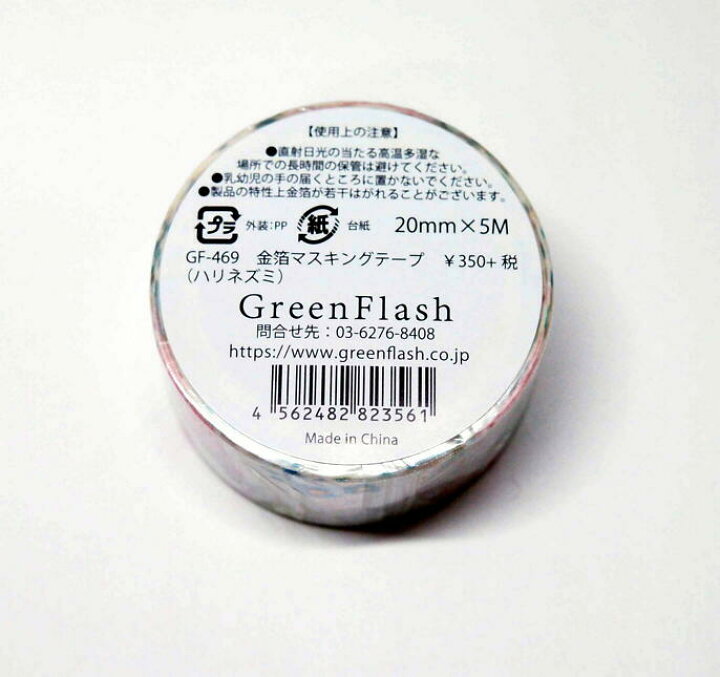 【使用上の注意】
●直射日光の当たる高温多湿な
場所での長時間の保管は避けてください。
●乳幼児の手の届くところに置かないでください。
●製品の特性上金箔が若干はがれることがございます。
プラ 外装:PP 紙 台紙 20mm×5M
GF-469 金箔マスキングテープ ¥350+税
(ハリネズミ)
GreenFlash
問合せ先:03-6276-8408
https://www.greenflash.co.jp
4 562482 823561
Made in China